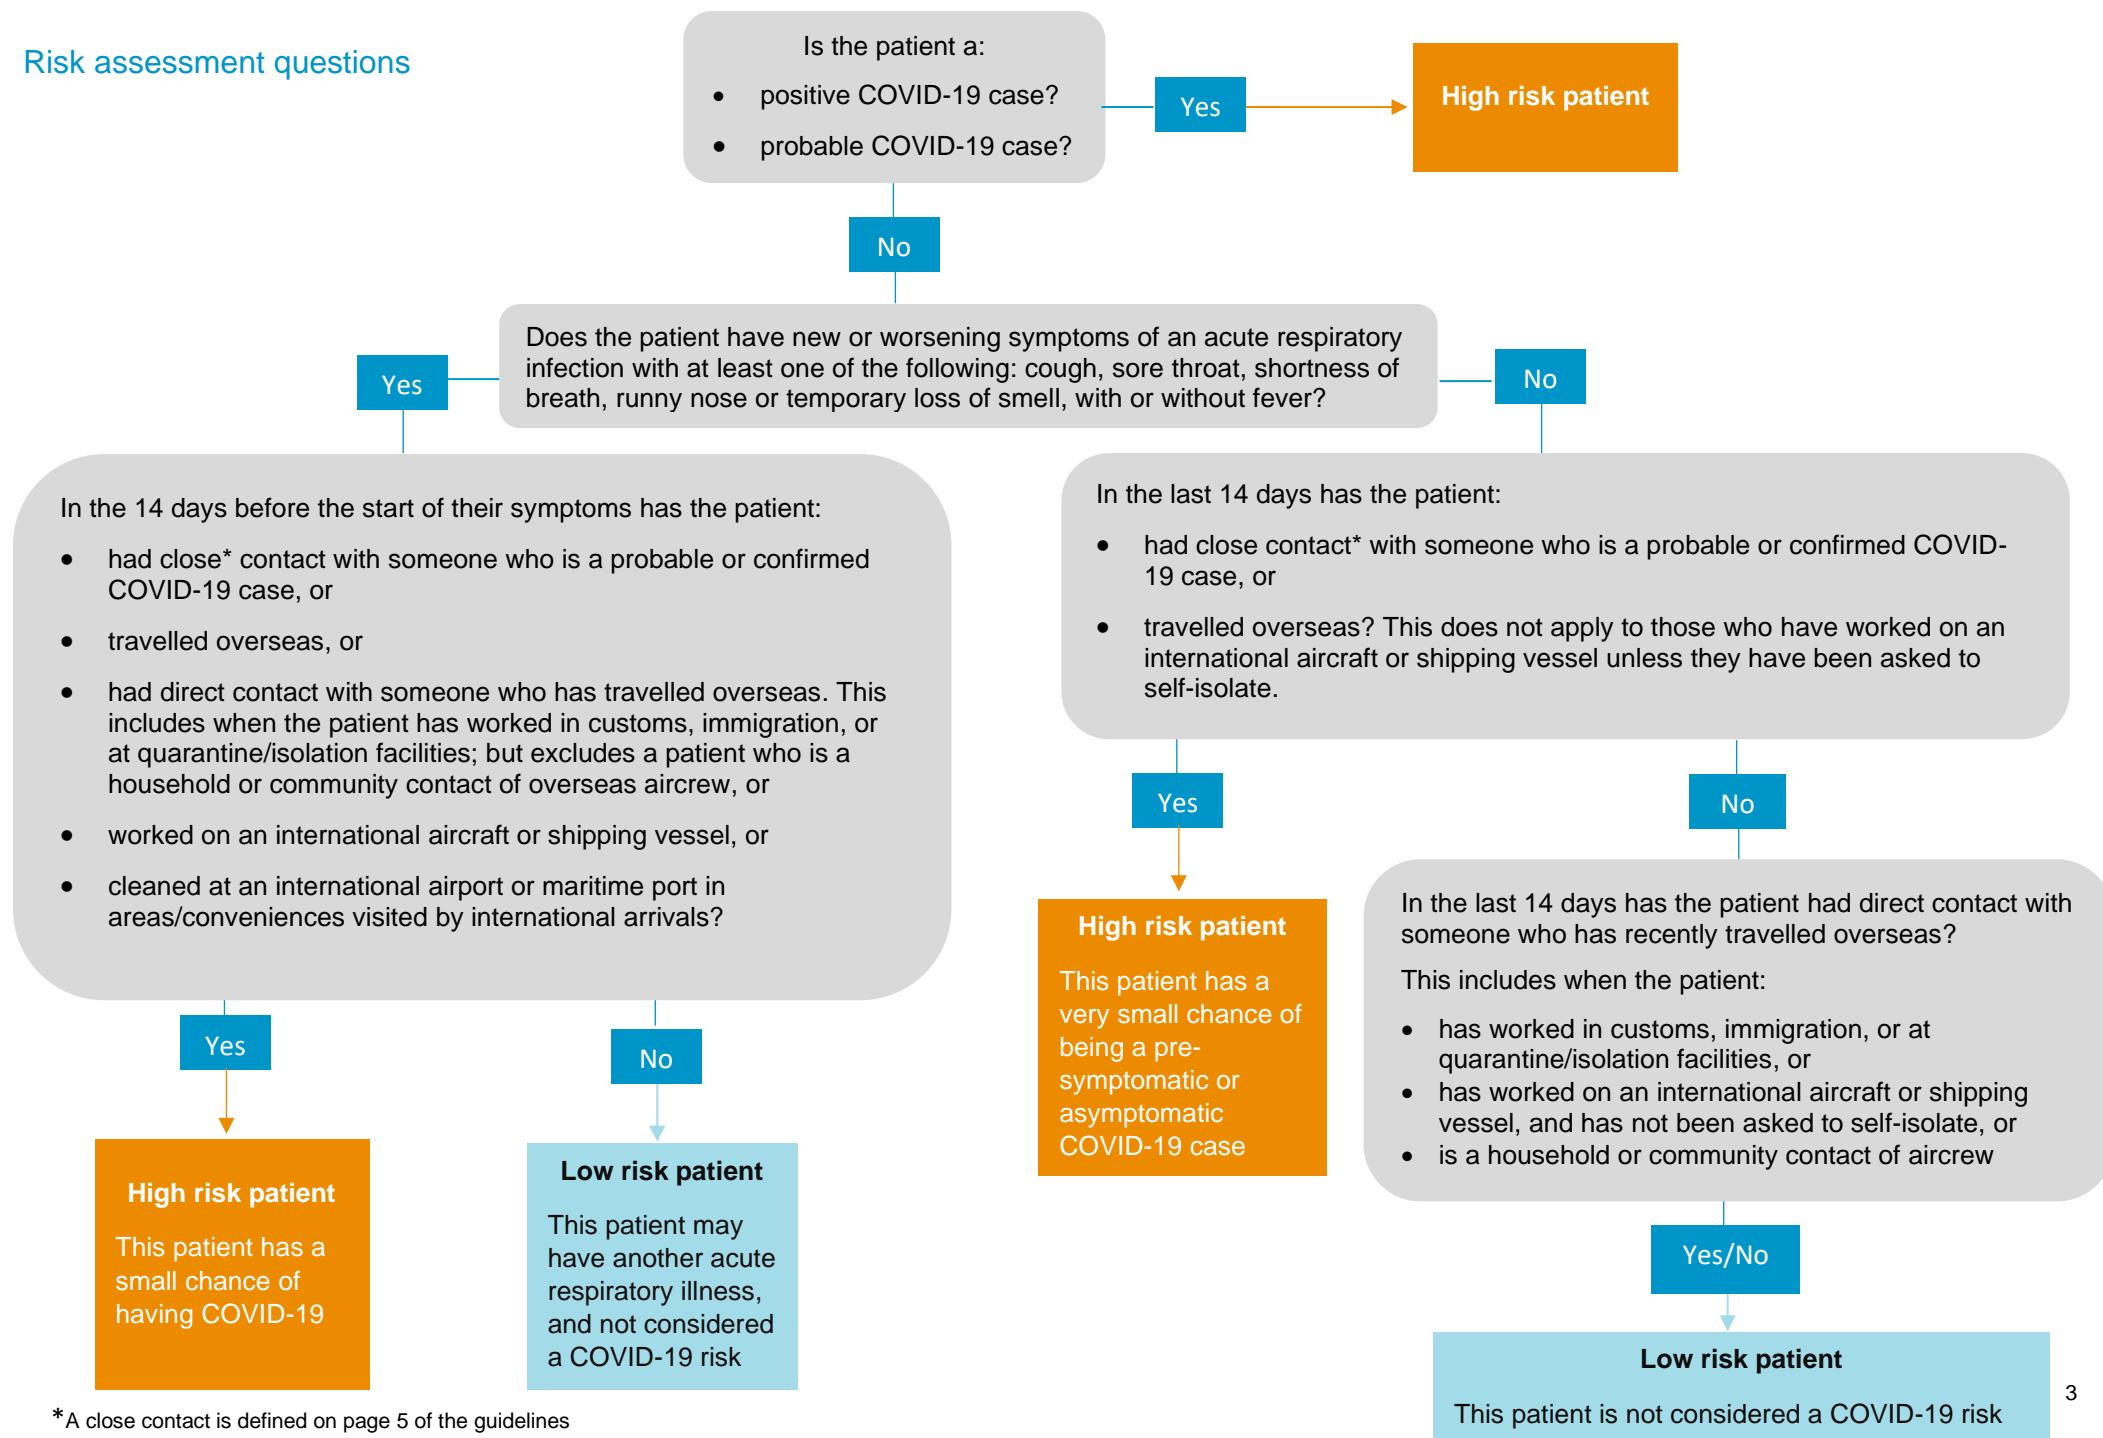 Risk assessment questions
Is the patient a:
• positive COVID-19 case?
• probable COVID-19 case?
Yes
High risk patient
No
Does the patient have new or worsening symptoms of an acute respiratory
infection with at least one of the following: cough, sore throat, shortness of
breath, runny nose or temporary loss of smell, with or without fever?
Yes
No
In the 14 days before the start of their symptoms has the patient:
• had close* contact with someone who is a probable or confirmed
COVID-19 case, or
• travelled overseas, or
• had direct contact with someone who has travelled overseas. This
includes when the patient has worked in customs, immigration, or
at quarantine/isolation facilities; but excludes a patient who is a
household or community contact of overseas aircrew, or
• worked on an international aircraft or shipping vessel, or
• cleaned at an international airport or maritime port in
areas/conveniences visited by international arrivals?
In the last 14 days has the patient:
• had close contact* with someone who is a probable or confirmed COVID-
19 case, or
• travelled overseas? This does not apply to those who have worked on an
international aircraft or shipping vessel unless they have been asked to
self-isolate.
Yes
No
Yes
High risk patient
This patient has a
small chance of
having COVID-19
No
Low risk patient
This patient may
have another acute
respiratory illness,
and not considered
a COVID-19 risk
High risk patient
This patient has a
very small chance of
being a pre-
symptomatic or
asymptomatic
COVID-19 case
In the last 14 days has the patient had direct contact with
someone who has recently travelled overseas?
This includes when the patient:
• has worked in customs, immigration, or at
quarantine/isolation facilities, or
• has worked on an international aircraft or shipping
vessel, and has not been asked to self-isolate, or
• is a household or community contact of aircrew
Yes/No
Low risk patient
This patient is not considered a COVID-19 risk
3
*A close contact is defined on page 5 of the guidelines